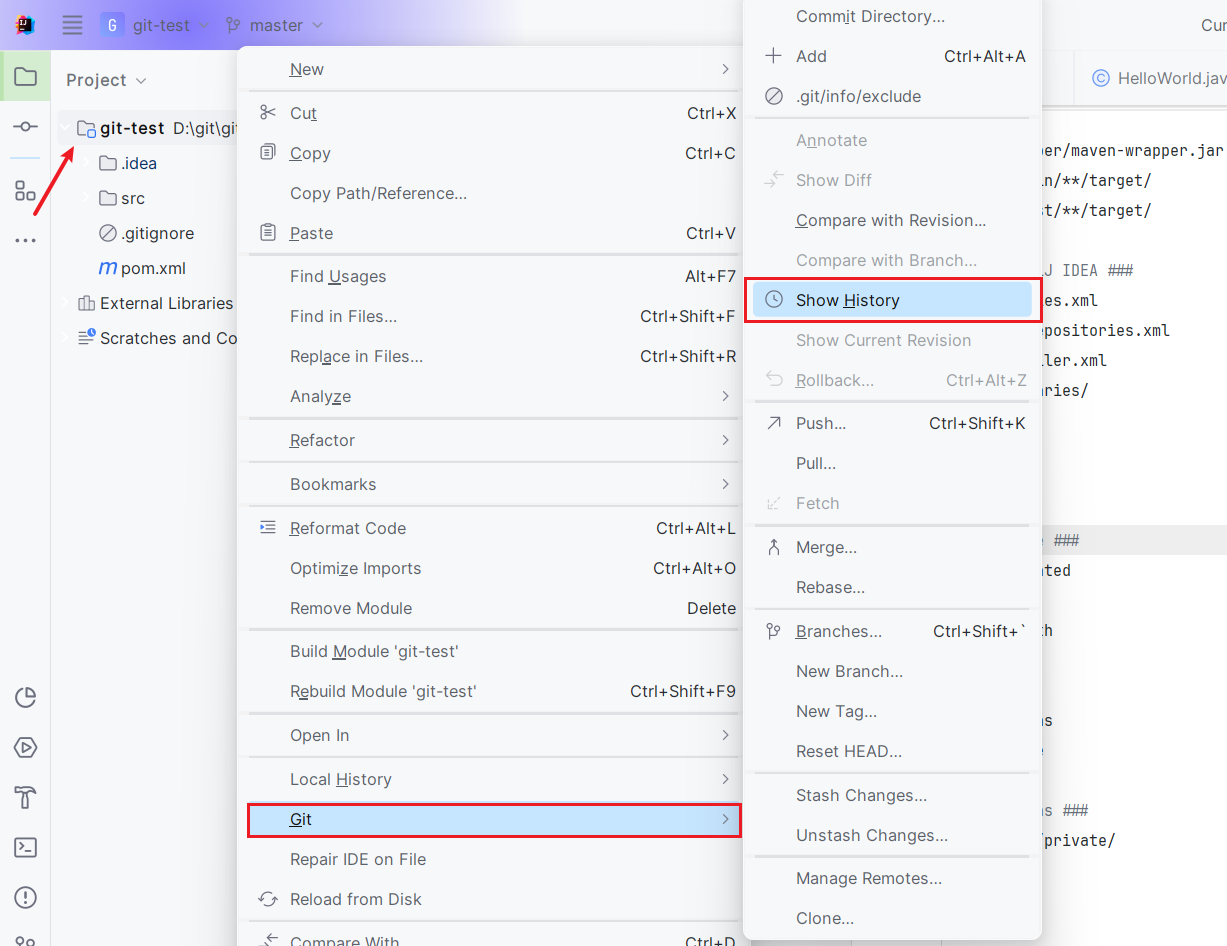 G git-test master
Cur
Project
git-test D:\git\git
.idea
src
.gitignore
m pom.xml
External Libraries
Scratches and Co
New
Cut Ctrl+X
Copy Ctrl+C
Copy Path/Reference...
Paste Ctrl+V
Find Usages Alt+F7
Find in Files... Ctrl+Shift+F
Replace in Files... Ctrl+Shift+R
Analyze
Refactor
Bookmarks
Reformat Code Ctrl+Alt+L
Optimize Imports Ctrl+Alt+O
Remove Module Delete
Build Module 'git-test'
Rebuild Module 'git-test' Ctrl+Shift+F9
Open In
Local History
Git
Repair IDE on File
Reload from Disk
Compare With Ctrl+D
Commit Directory...
Add Ctrl+Alt+A
.git/info/exclude
Annotate
Show Diff
Compare with Revision...
Compare with Branch...
Show History
Show Current Revision
Rollback... Ctrl+Alt+Z
Push... Ctrl+Shift+K
Pull...
Fetch
Merge...
Rebase...
Branches... Ctrl+Shift+`
New Branch...
New Tag...
Reset HEAD...
Stash Changes...
Unstash Changes...
Manage Remotes...
Clone...
C HelloWorld.jav
er/maven-wrapper.jar
n/**/target/
t/**/target/
J IDEA ###
es.xml
epositories.xml
ler.xml
ries/
###
ted
th
s
s ###
private/